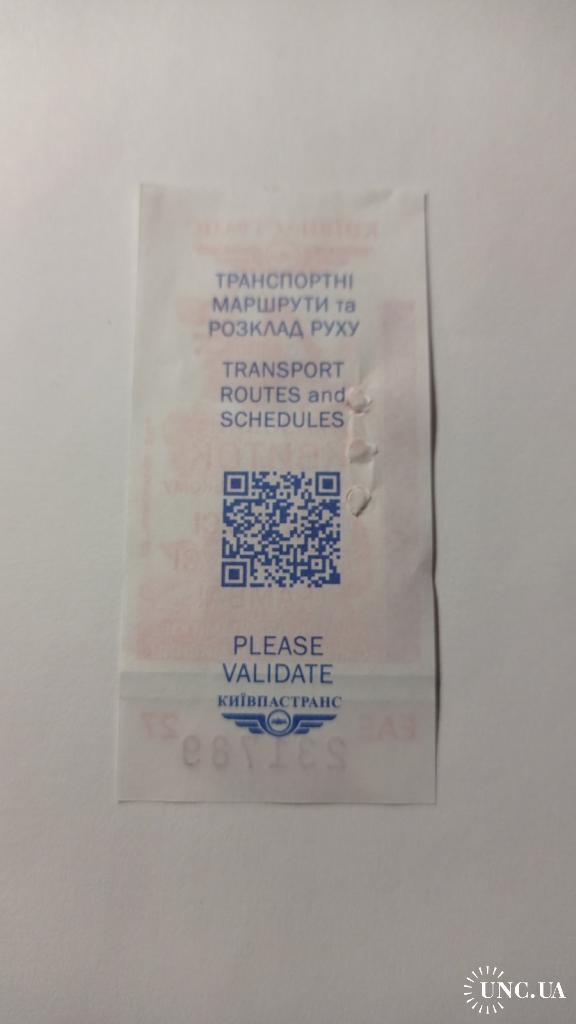 ТРАНСПОРТНІ
МАРШРУТИ та
РОЗКЛАД РУХУ
TRANSPORT
ROUTES and
SCHEDULES
PLEASE
VALIDATE
КИЇВПАСТРАНС
UNC.UA